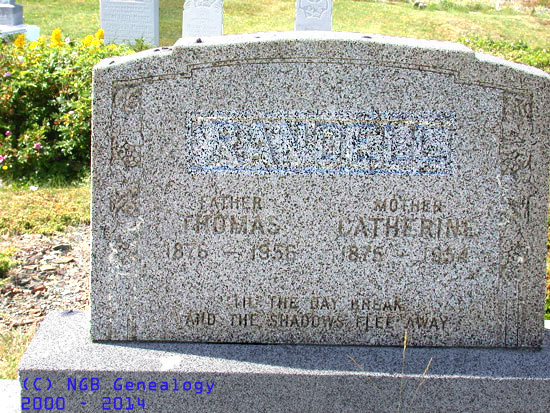 RANDELL
FATHER MOTHER
THOMAS CATHERINE
1876 — 1956 1875 - 1954
TIL THE DAY BREAK
AND THE SHADOWS FLEE AWAY
(C) NGB Genealogy
2000 - 2014